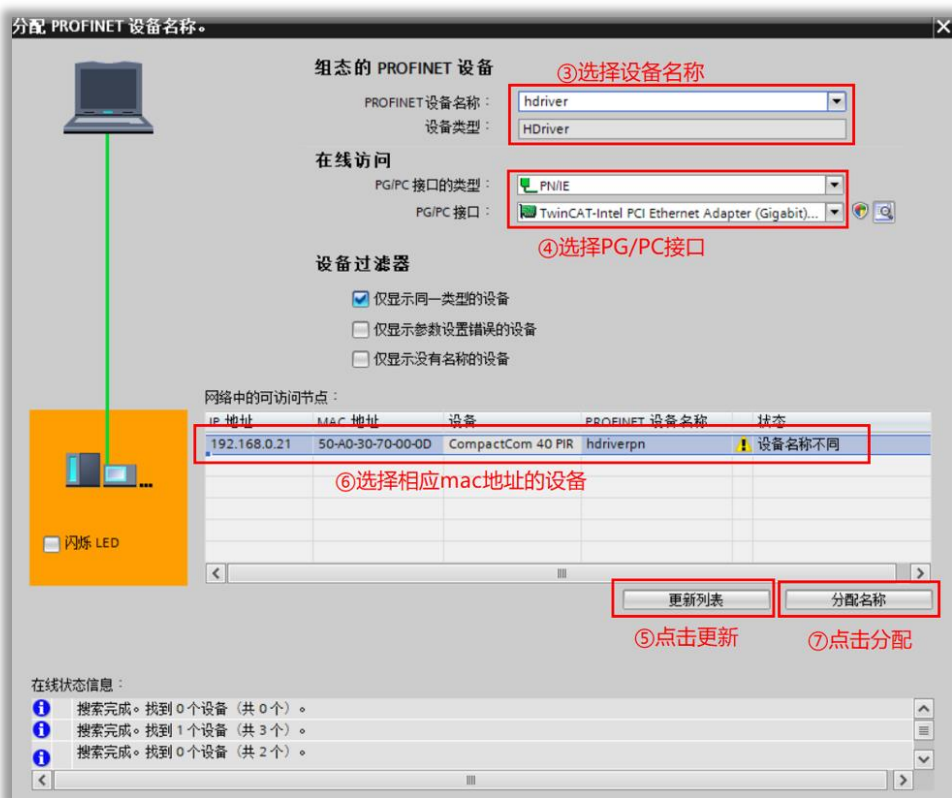 分配 PROFINET 设备名称。
组态的 PROFINET 设备
③选择设备名称
PROFINET设备名称： hdriver
设备类型： HDriver
在线访问
PG/PC 接口的类型： PN/IE
PG/PC 接口： TwinCAT-Intel PCI Ethernet Adapter (Gigabit)...
④选择PG/PC接口
设备过滤器
仅显示同一类型的设备
仅显示参数设置错误的设备
仅显示没有名称的设备
网络中的可访问节点：
IP 地址 MAC 地址 设备 PROFINET 设备名称 状态
192.168.0.21 50-A0-30-70-00-0D CompactCom 40 PIR hdriverpn 设备名称不同
⑥选择相应mac地址的设备
闪烁 LED
更新列表 分配名称
⑤点击更新 ⑦点击分配
在线状态信息：
搜索完成。找到 0 个设备（共 0 个）。
搜索完成。找到 1 个设备（共 3 个）。
搜索完成。找到 0 个设备（共 2 个）。